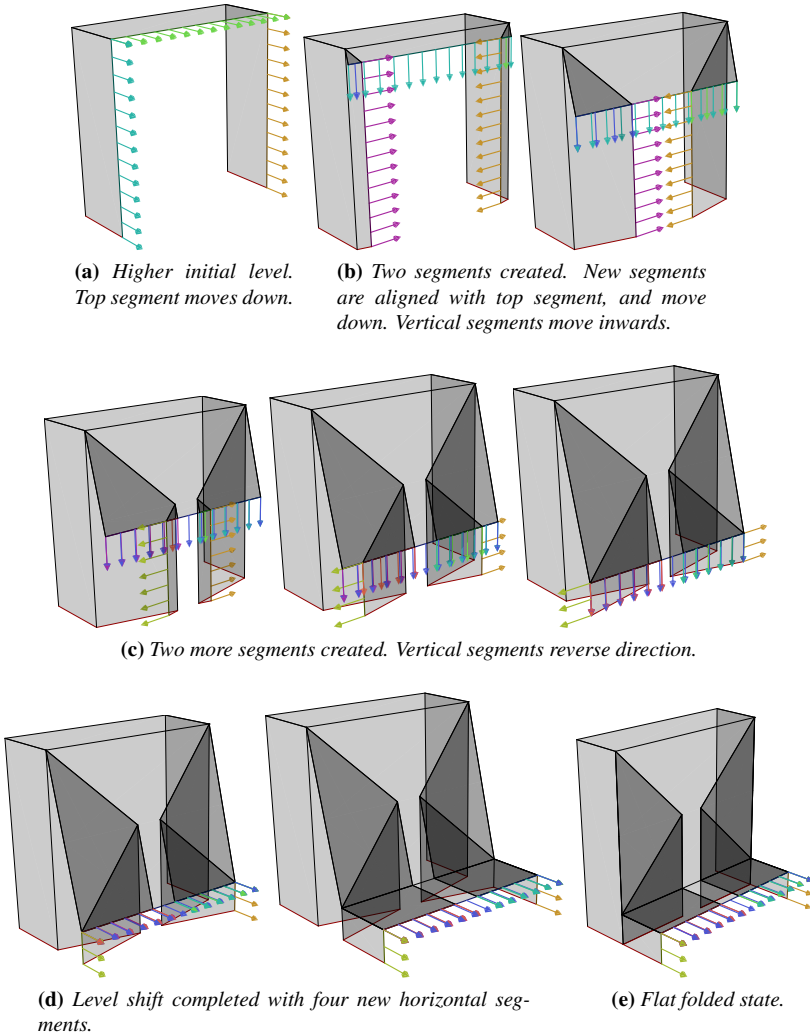 (a) Higher initial level.
Top segment moves down.
(b) Two segments created. New segments
are aligned with top segment, and move
down. Vertical segments move inwards.
(c) Two more segments created. Vertical segments reverse direction.
(d) Level shift completed with four new horizontal seg-
ments.
(e) Flat folded state.